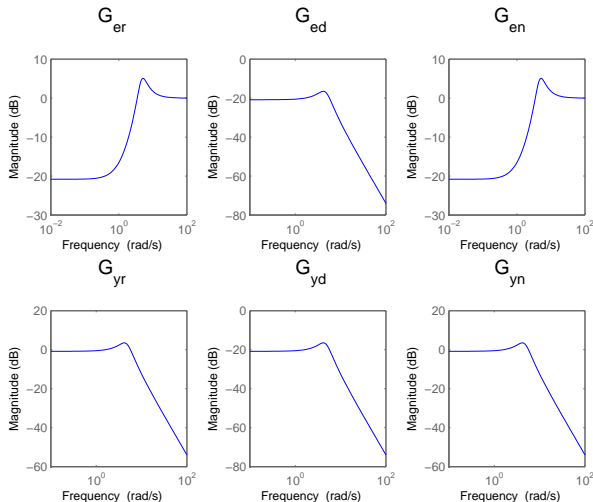 G_er
10
0
−10
−20
−30
10^−2
10^0
10^2
Magnitude (dB)
Frequency (rad/s)
G_ed
0
−20
−40
−60
−80
10^0
10^2
Magnitude (dB)
Frequency (rad/s)
G_en
10
0
−10
−20
−30
10^−2
10^0
10^2
Magnitude (dB)
Frequency (rad/s)
G_yr
20
0
−20
−40
−60
10^0
10^2
Magnitude (dB)
Frequency (rad/s)
G_yd
0
−20
−40
−60
−80
10^0
10^2
Magnitude (dB)
Frequency (rad/s)
G_yn
20
0
−20
−40
−60
10^0
10^2
Magnitude (dB)
Frequency (rad/s)